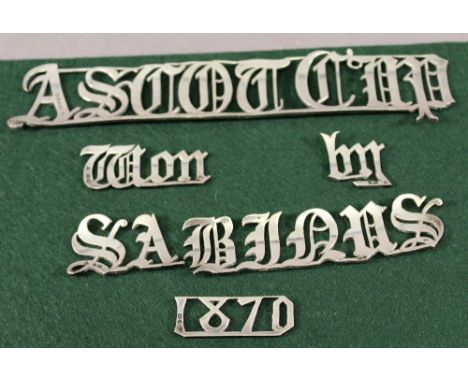 ASCOT Cup
Won by
SABINUS
1870